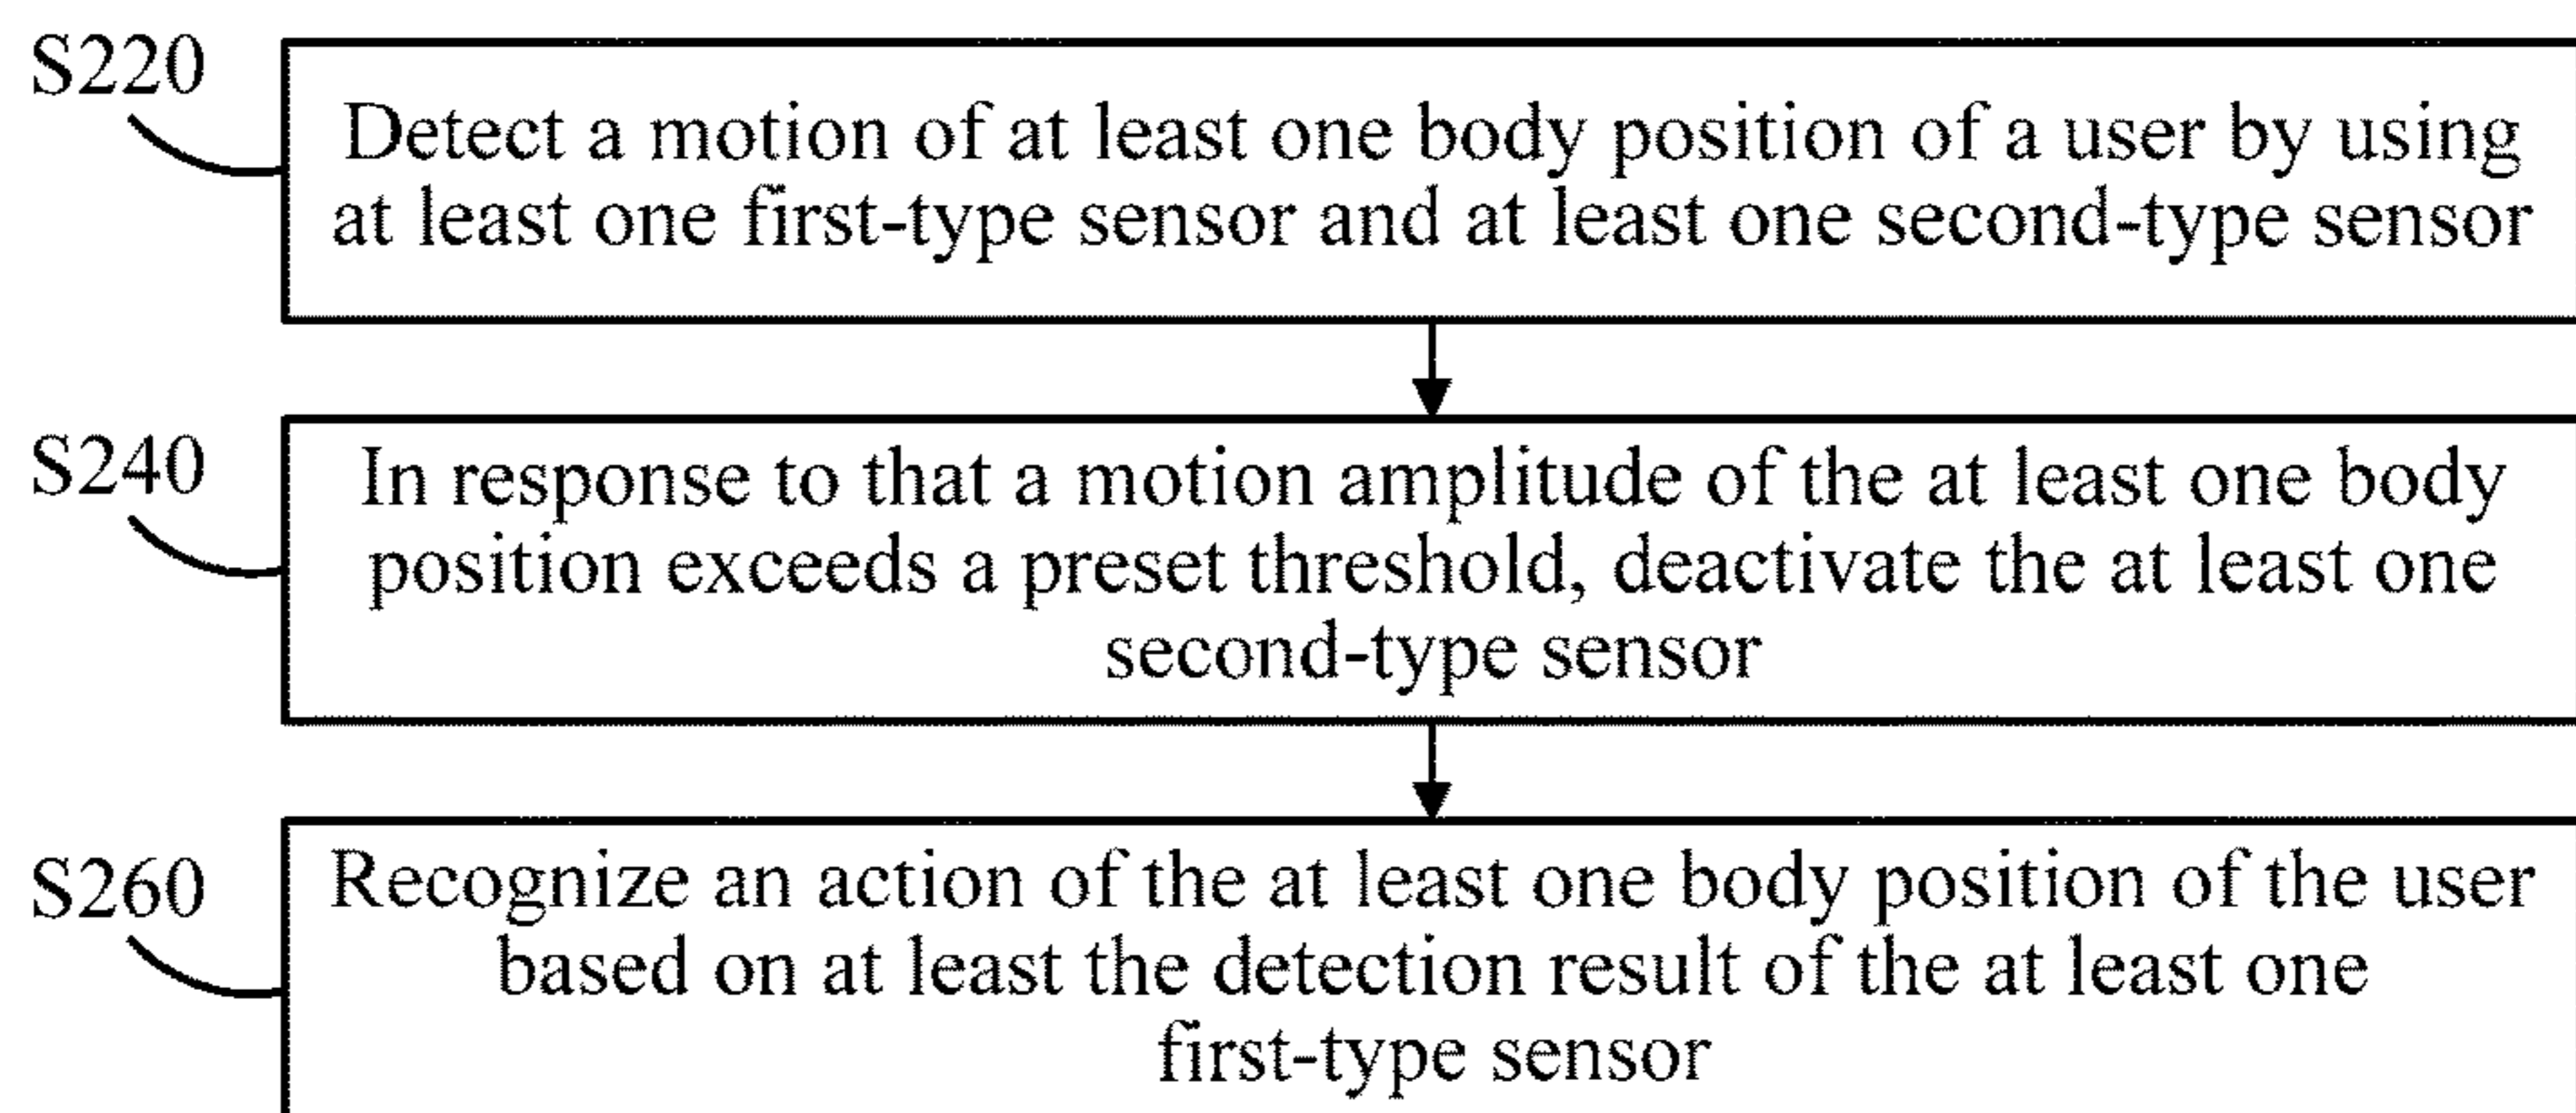 S220
Detect a motion of at least one body position of a user by using
at least one first-type sensor and at least one second-type sensor
S240
In response to that a motion amplitude of the at least one body
position exceeds a preset threshold, deactivate the at least one
second-type sensor
S260
Recognize an action of the at least one body position of the user
based on at least the detection result of the at least one
first-type sensor